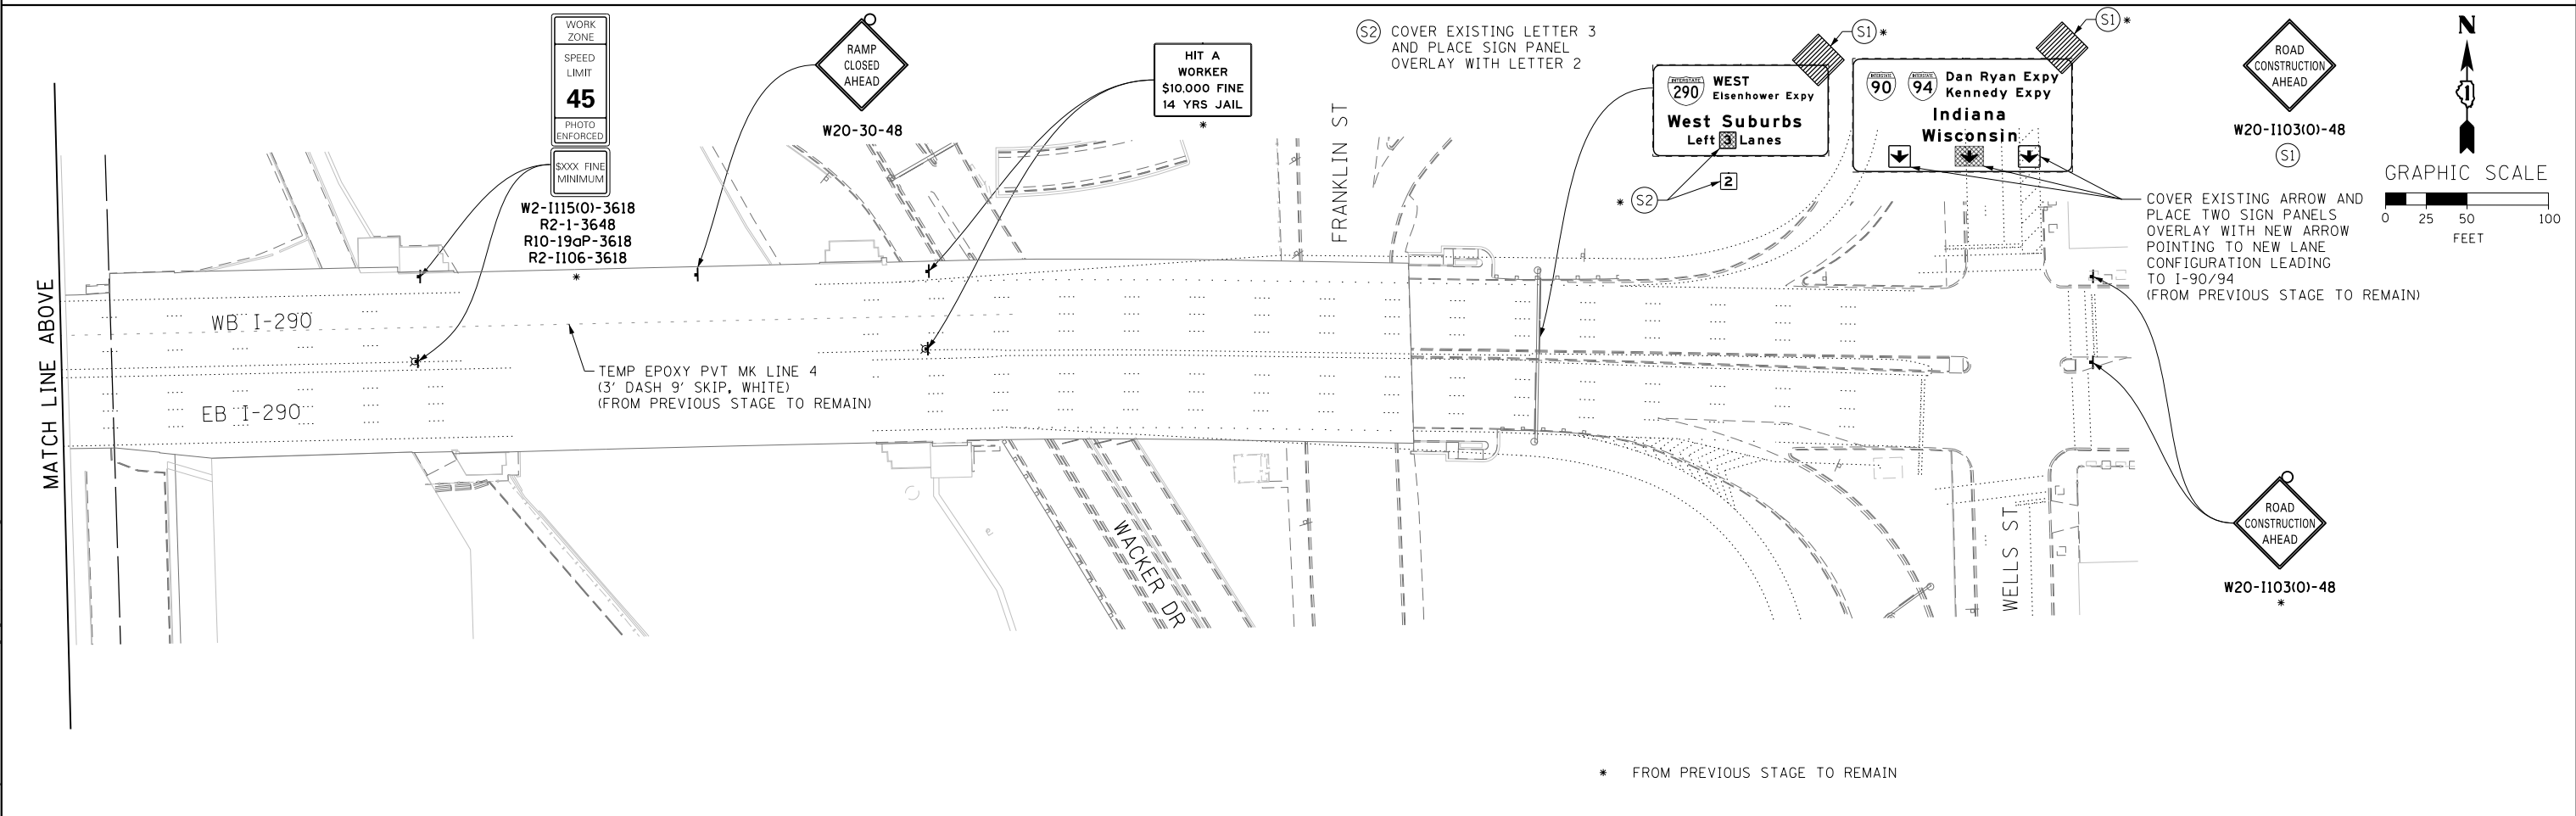 WORK
ZONE
SPEED
LIMIT
45
PHOTO
ENFORCED
$XXX FINE
MINIMUM
W2-I115(O)-3618
R2-1-3648
R10-19aP-3618
R2-I106-3618
*
RAMP
CLOSED
AHEAD
W20-30-48
HIT A
WORKER
$10,000 FINE
14 YRS JAIL
*
S2 COVER EXISTING LETTER 3
AND PLACE SIGN PANEL
OVERLAY WITH LETTER 2
FRANKLIN ST
S1 *
INTERSTATE
290
WEST
Eisenhower Expy
West Suburbs
Left 3 Lanes
* S2
2
S1 *
INTERSTATE
90
INTERSTATE
94
Dan Ryan Expy
Kennedy Expy
Indiana
Wisconsin
COVER EXISTING ARROW AND
PLACE TWO SIGN PANELS
OVERLAY WITH NEW ARROW
POINTING TO NEW LANE
CONFIGURATION LEADING
TO I-90/94
(FROM PREVIOUS STAGE TO REMAIN)
ROAD
CONSTRUCTION
AHEAD
W20-I103(O)-48
S1
N
1
GRAPHIC SCALE
0 25 50 100
FEET
MATCH LINE ABOVE
WB I-290
EB I-290
TEMP EPOXY PVT MK LINE 4
(3' DASH 9' SKIP, WHITE)
(FROM PREVIOUS STAGE TO REMAIN)
WACKER DR
WELLS ST
ROAD
CONSTRUCTION
AHEAD
W20-I103(O)-48
*
* FROM PREVIOUS STAGE TO REMAIN